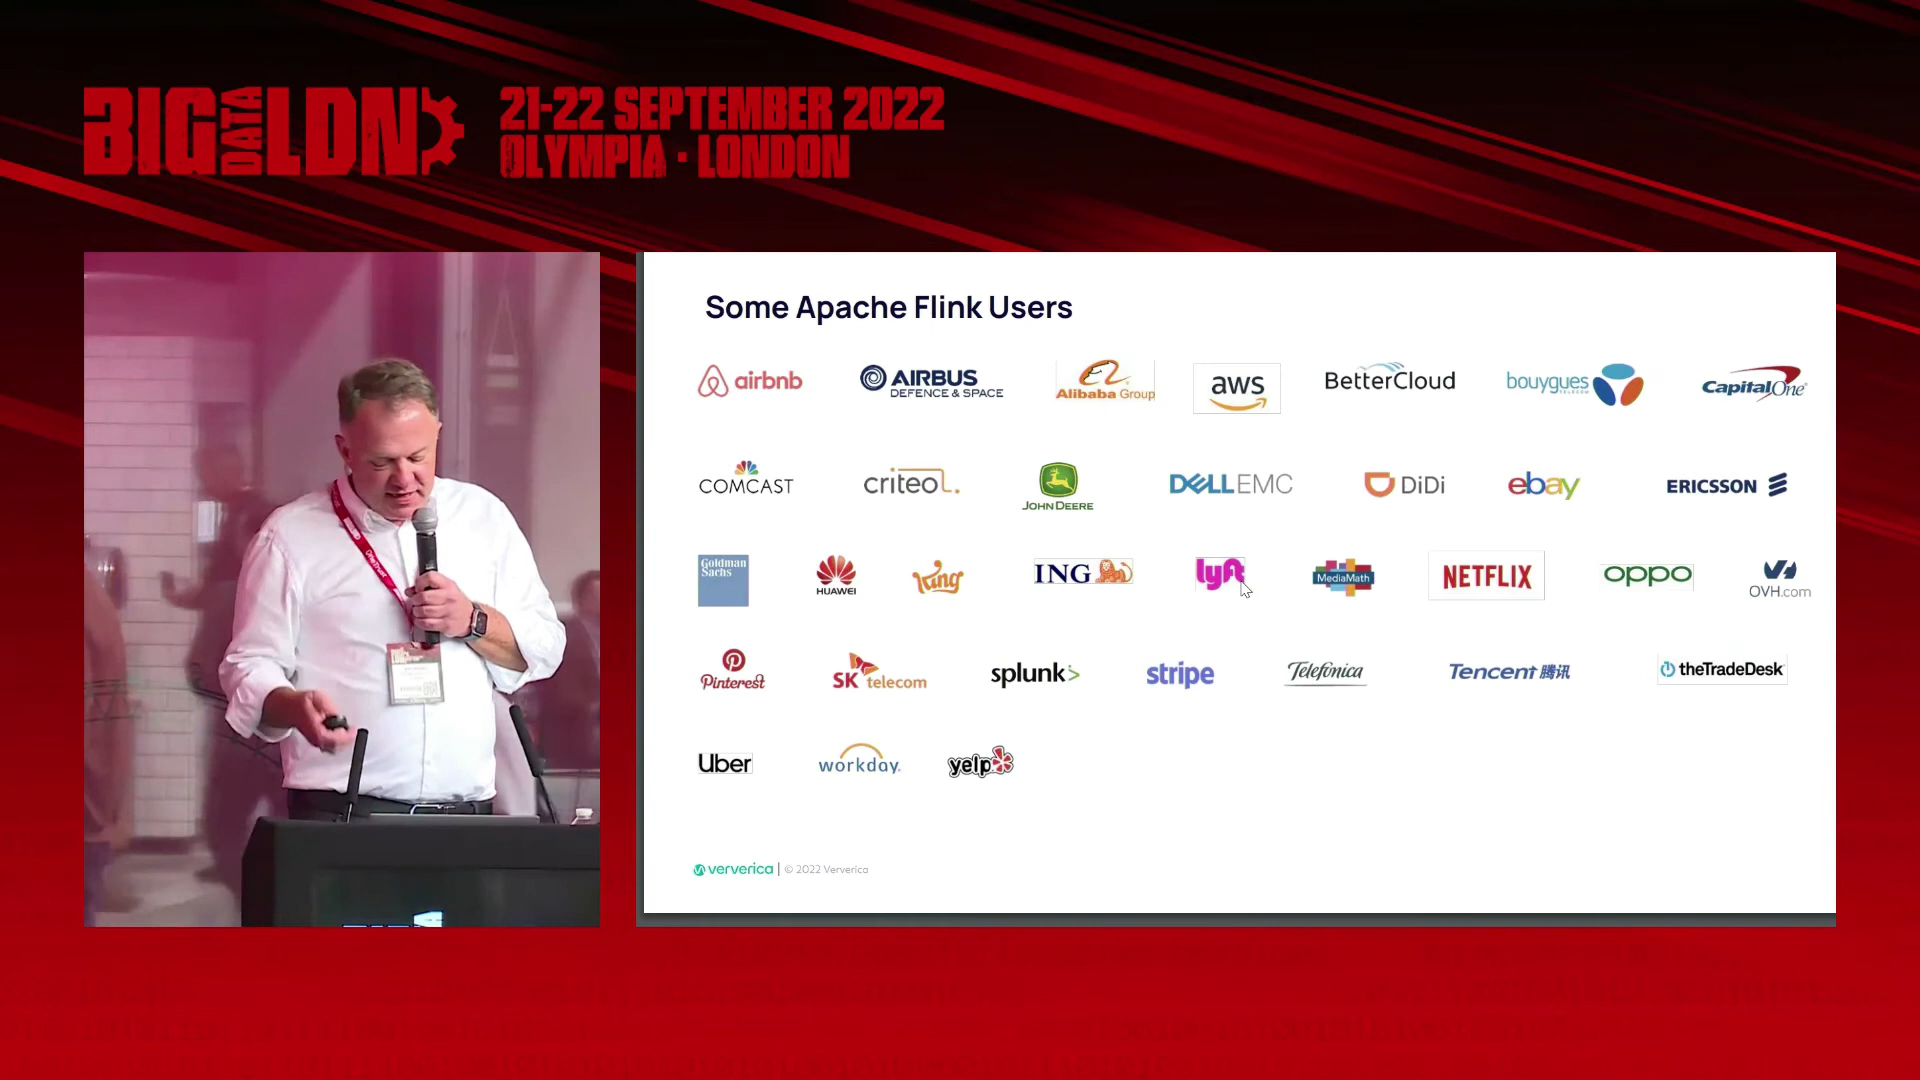 BIG DATA LDN
21-22 SEPTEMBER 2022
OLYMPIA · LONDON
OneTrust
Some Apache Flink Users
airbnb
AIRBUS
DEFENCE & SPACE
Alibaba Group
aws
BetterCloud
bouygues
TELECOM
Capital One
COMCAST
criteo
JOHN DEERE
DELL EMC
DiDi
ebay
ERICSSON
Goldman
Sachs
HUAWEI
King
ING
lyft
MediaMath
NETFLIX
oppo
OVH.com
Pinterest
SK telecom
splunk>
stripe
Telefónica
Tencent 腾讯
theTradeDesk
Uber
workday.
yelp
ververica | © 2022 Ververica